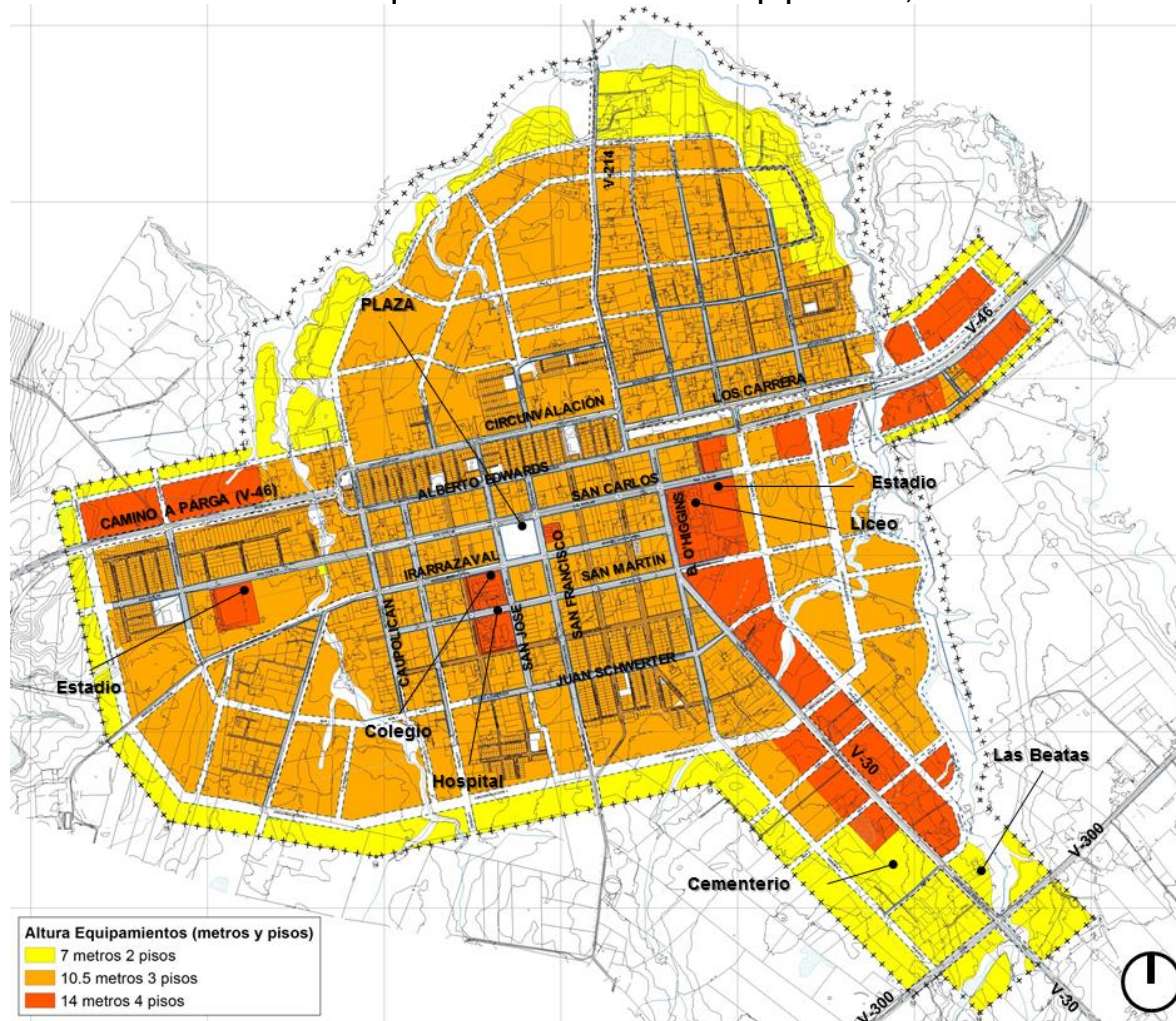 V-214
PLAZA
V-46
LOS CARRERA
CIRCUNVALACIÓN
ALBERTO EDWARDS
SAN CARLOS
Estadio
CAMINO A PARGA (V-46)
B. O'HIGGINS
Liceo
IRARRAZAVAL
SAN FRANCISCO
SAN MARTIN
CAUPOLICAN
SAN JOSE
JUAN SCHWERTER
Estadio
Colegio
Hospital
V-30
Las Beatas
V-300
Cementerio
Altura Equipamientos (metros y pisos)
7 metros 2 pisos
10.5 metros 3 pisos
14 metros 4 pisos
V-300
V-30